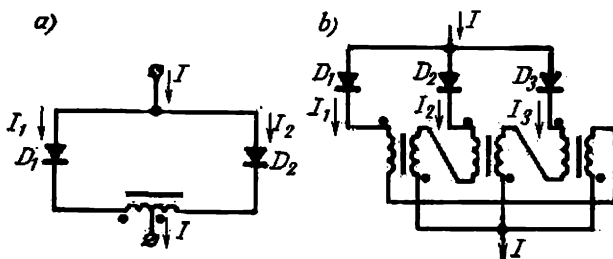 а) I
I₁ I₂
D₁ D₂
I
б) I
D₁ D₂ D₃
I₁ I₂ I₃
I